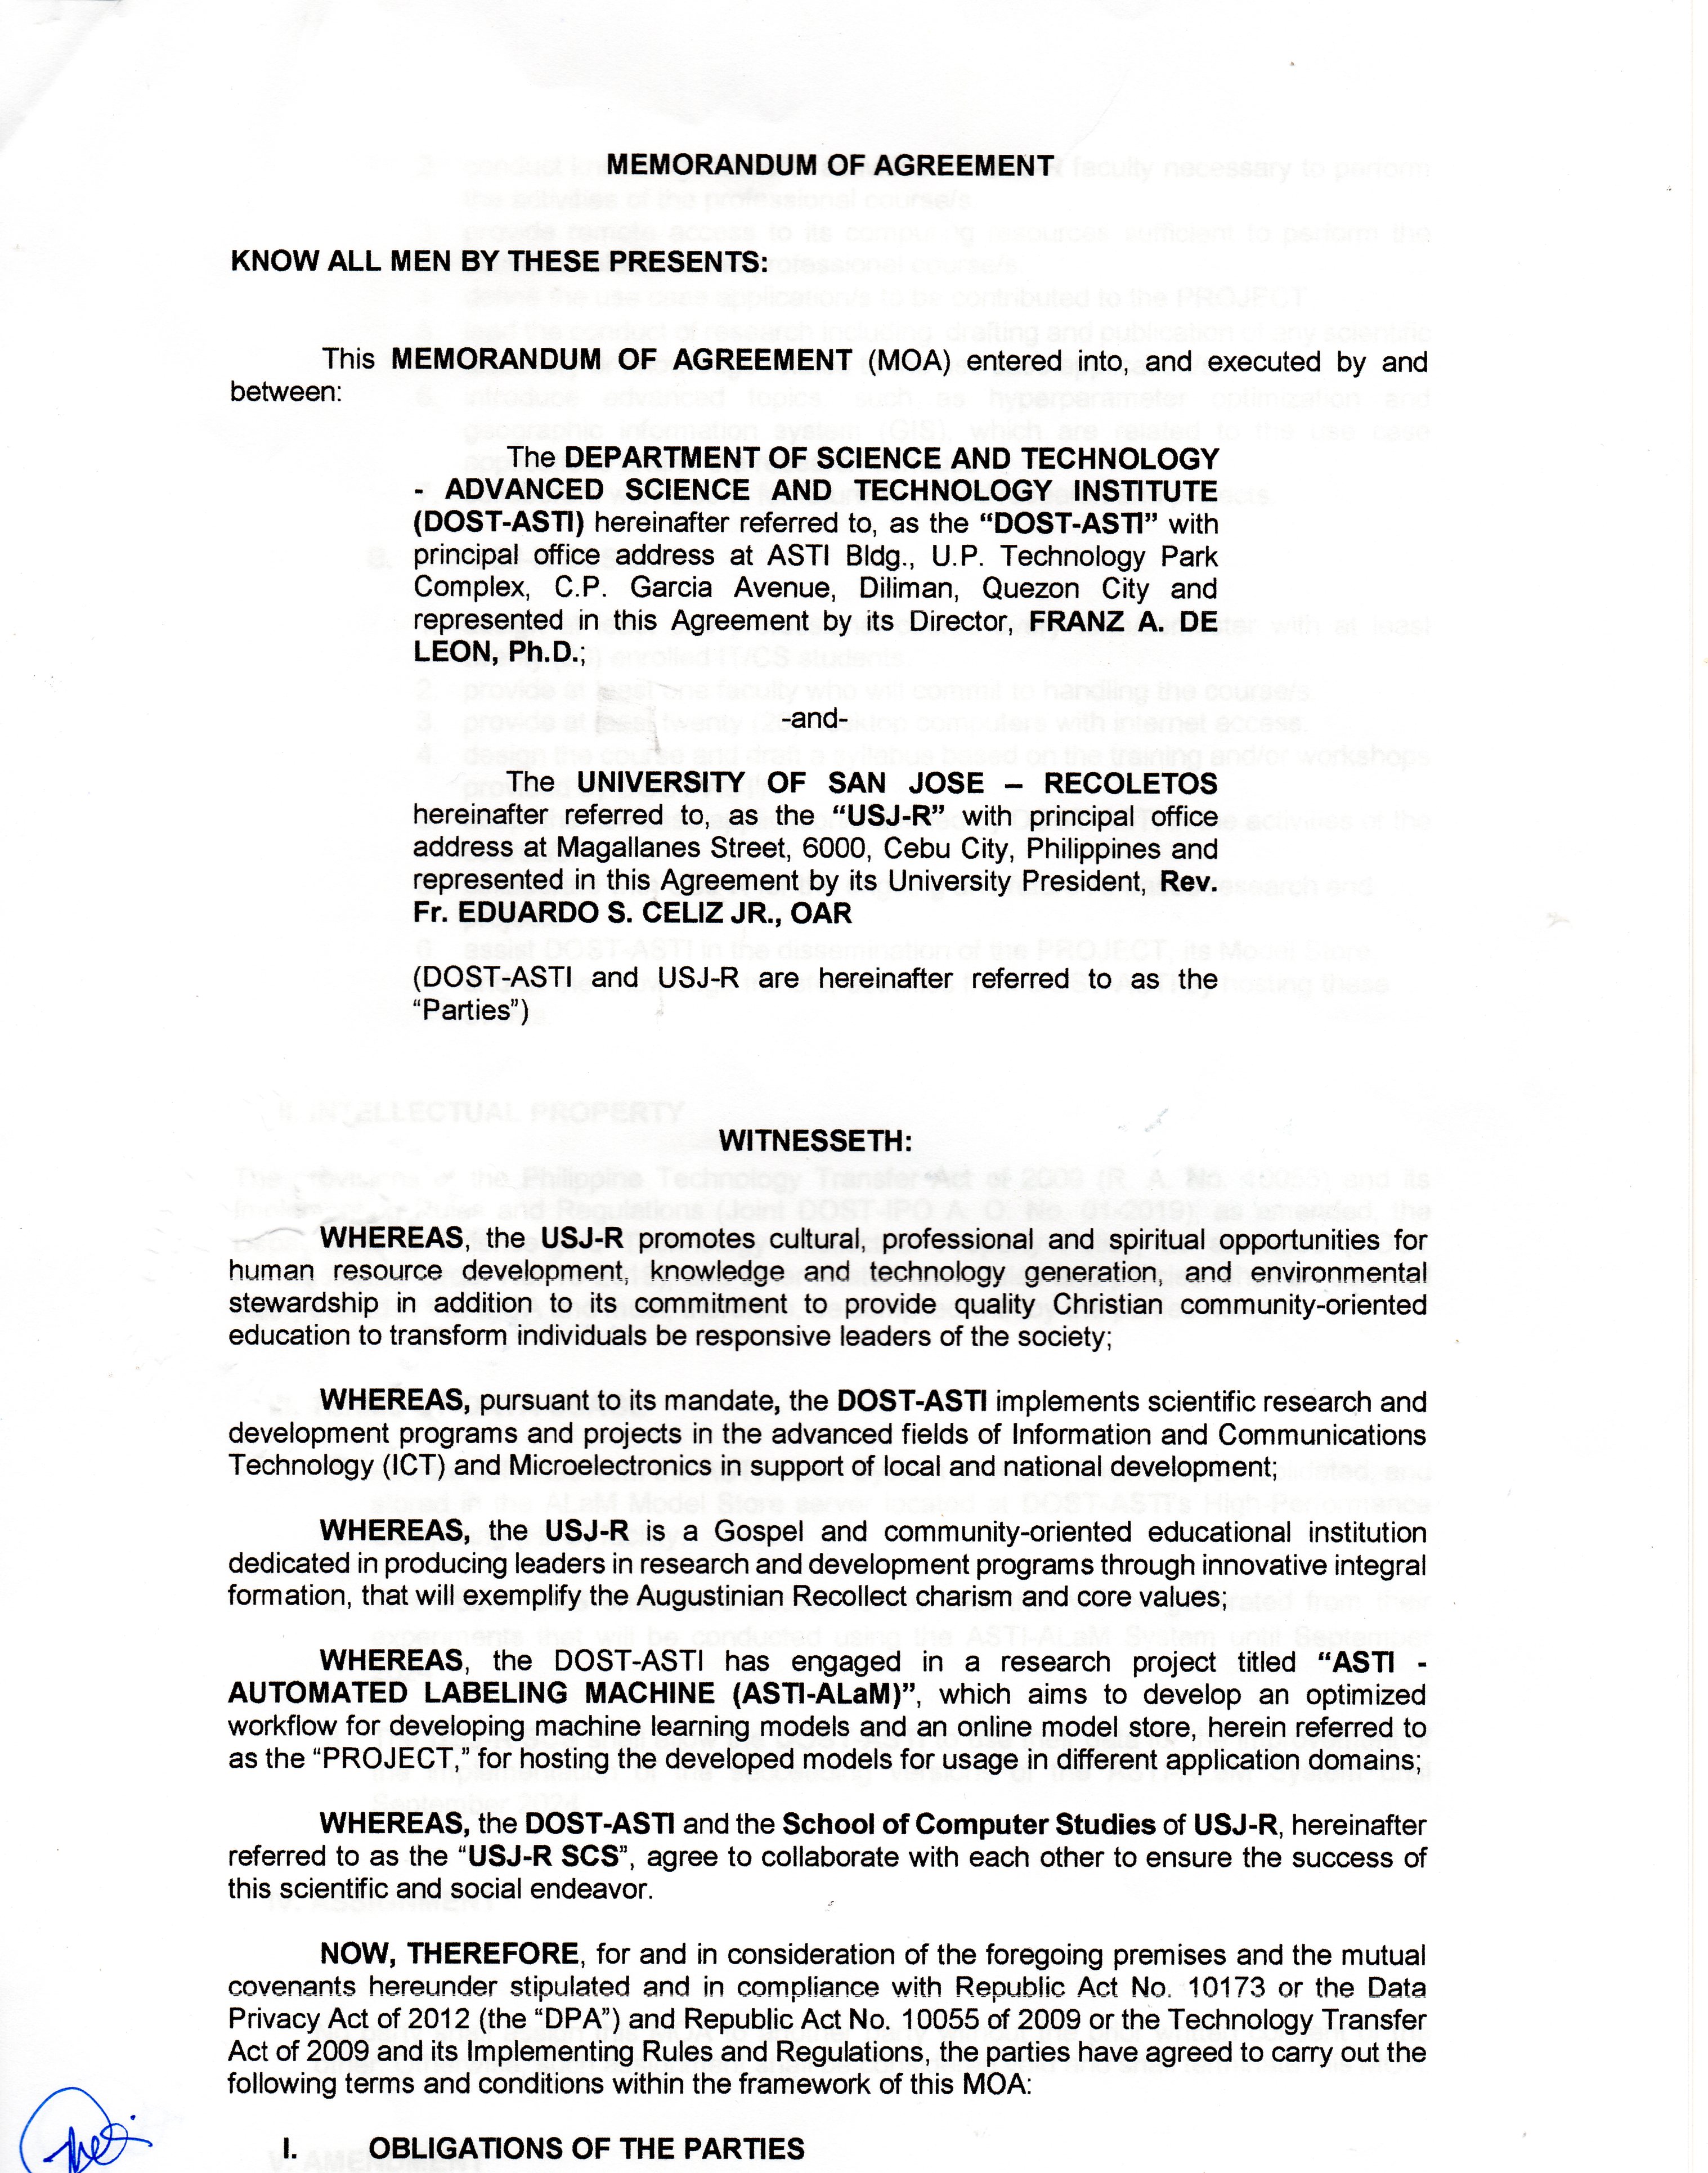 MEMORANDUM OF AGREEMENT
KNOW ALL MEN BY THESE PRESENTS:
This MEMORANDUM OF AGREEMENT (MOA) entered into, and executed by and
between:
The DEPARTMENT OF SCIENCE AND TECHNOLOGY
- ADVANCED SCIENCE AND TECHNOLOGY INSTITUTE
(DOST-ASTI) hereinafter referred to, as the “DOST-ASTI” with
principal office address at ASTI Bldg., U.P. Technology Park
Complex, C.P. Garcia Avenue, Diliman, Quezon City and
represented in this Agreement by its Director, FRANZ A. DE
LEON, Ph.D.;
-and-
The UNIVERSITY OF SAN JOSE – RECOLETOS
hereinafter referred to, as the “USJ-R” with principal office
address at Magallanes Street, 6000, Cebu City, Philippines and
represented in this Agreement by its University President, Rev.
Fr. EDUARDO S. CELIZ JR., OAR
(DOST-ASTI and USJ-R are hereinafter referred to as the
“Parties”)
WITNESSETH:
WHEREAS, the USJ-R promotes cultural, professional and spiritual opportunities for
human resource development, knowledge and technology generation, and environmental
stewardship in addition to its commitment to provide quality Christian community-oriented
education to transform individuals be responsive leaders of the society;
WHEREAS, pursuant to its mandate, the DOST-ASTI implements scientific research and
development programs and projects in the advanced fields of Information and Communications
Technology (ICT) and Microelectronics in support of local and national development;
WHEREAS, the USJ-R is a Gospel and community-oriented educational institution
dedicated in producing leaders in research and development programs through innovative integral
formation, that will exemplify the Augustinian Recollect charism and core values;
WHEREAS, the DOST-ASTI has engaged in a research project titled “ASTI -
AUTOMATED LABELING MACHINE (ASTI-ALaM)”, which aims to develop an optimized
workflow for developing machine learning models and an online model store, herein referred to
as the “PROJECT,” for hosting the developed models for usage in different application domains;
WHEREAS, the DOST-ASTI and the School of Computer Studies of USJ-R, hereinafter
referred to as the “USJ-R SCS”, agree to collaborate with each other to ensure the success of
this scientific and social endeavor.
NOW, THEREFORE, for and in consideration of the foregoing premises and the mutual
covenants hereunder stipulated and in compliance with Republic Act No. 10173 or the Data
Privacy Act of 2012 (the “DPA”) and Republic Act No. 10055 of 2009 or the Technology Transfer
Act of 2009 and its Implementing Rules and Regulations, the parties have agreed to carry out the
following terms and conditions within the framework of this MOA:
I. OBLIGATIONS OF THE PARTIES